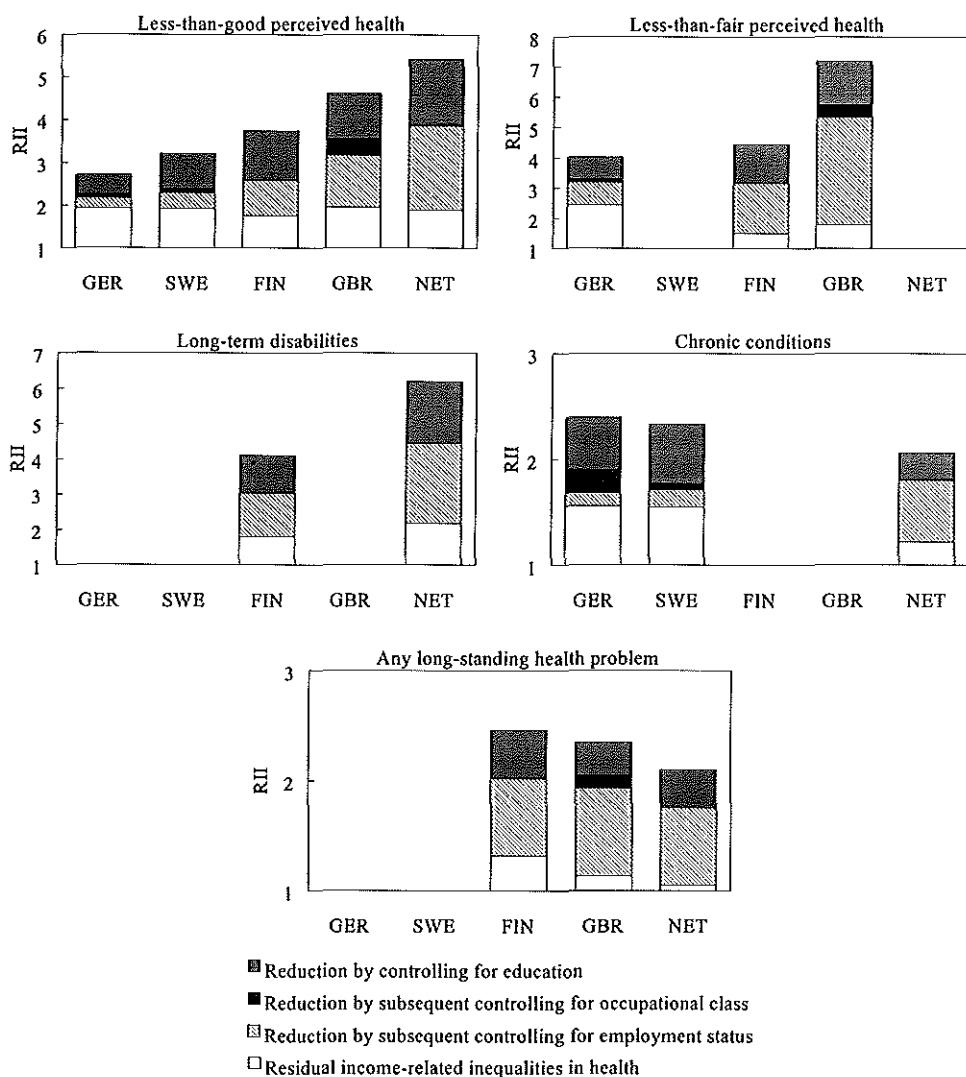 Less-than-good perceived health
6
5
4
3
2
1
RII
GER SWE FIN GBR NET
Less-than-fair perceived health
8
7
6
5
4
3
2
1
RII
GER SWE FIN GBR NET
Long-term disabilities
7
6
5
4
3
2
1
RII
GER SWE FIN GBR NET
Chronic conditions
3
2
1
RII
GER SWE FIN GBR NET
Any long-standing health problem
3
2
1
RII
GER SWE FIN GBR NET
Reduction by controlling for education
Reduction by subsequent controlling for occupational class
Reduction by subsequent controlling for employment status
Residual income-related inequalities in health